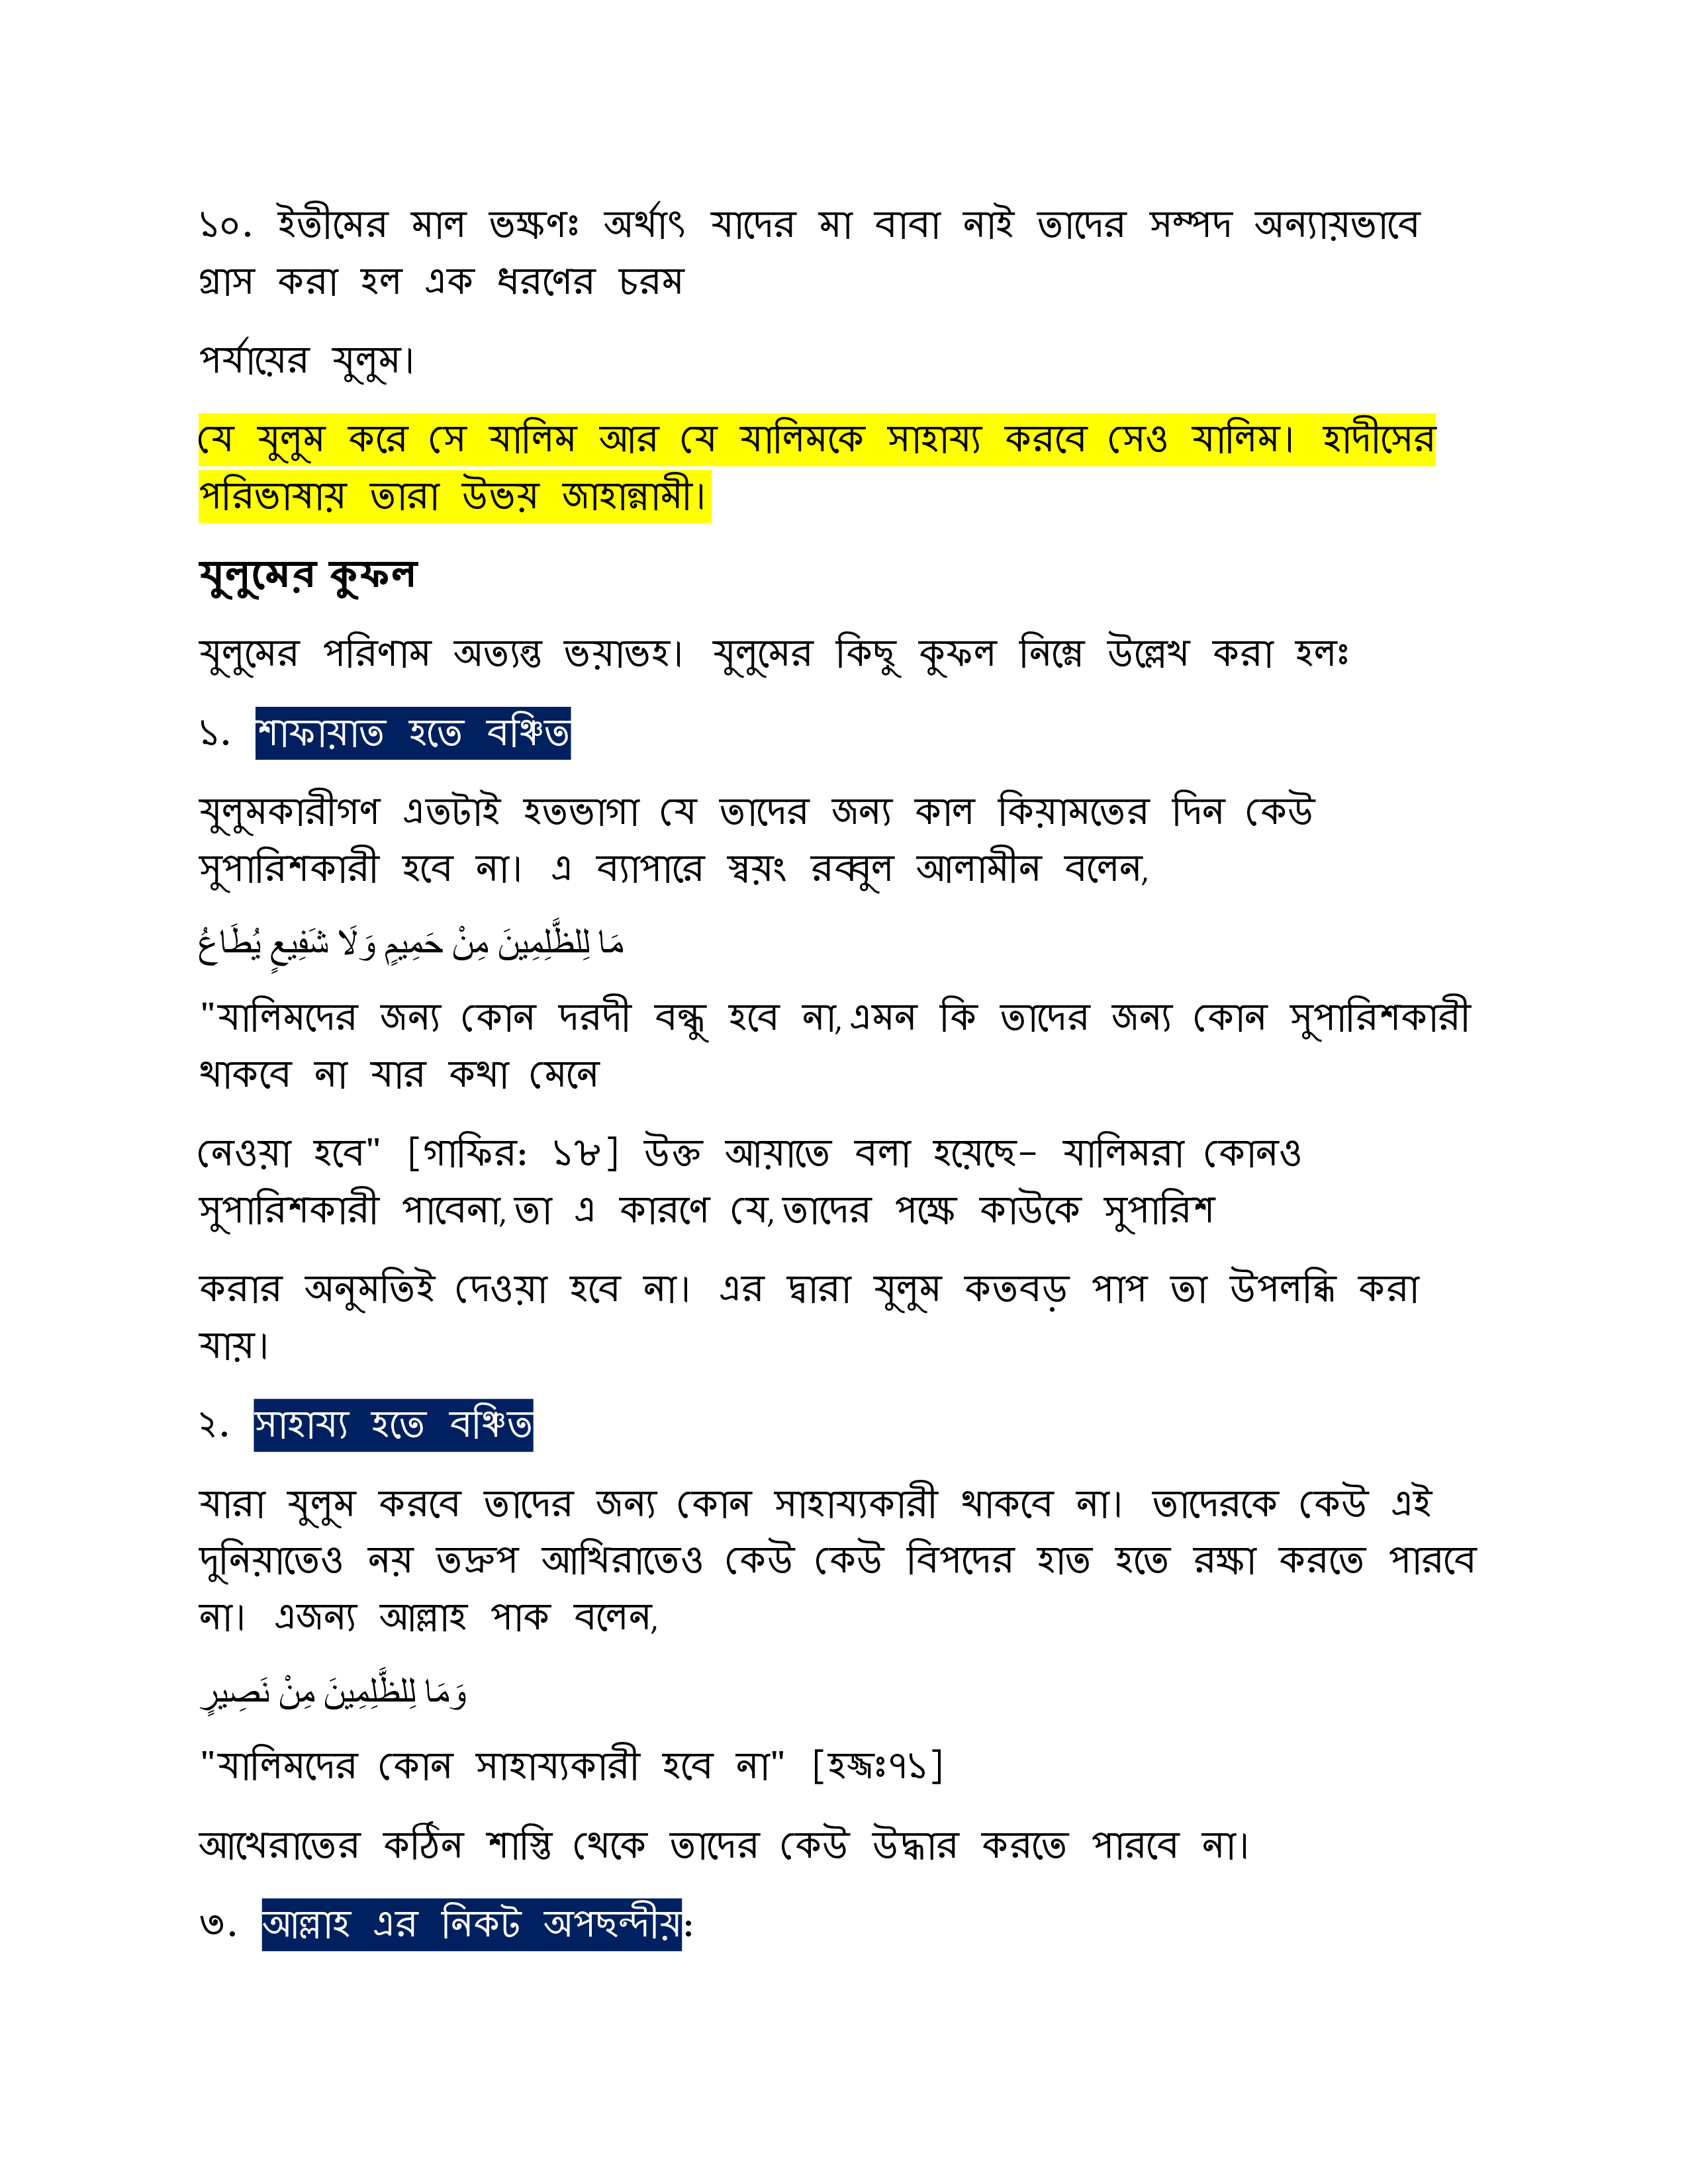 ১০. ইতীমের মাল ভক্ষণঃ অর্থাৎ যাদের মা বাবা নাই তাদের সম্পদ অন্যায়ভাবে
গ্রাস করা হল এক ধরণের চরম
পর্যায়ের যুলুম।
যে যুলুম করে সে যালিম আর যে যালিমকে সাহায্য করবে সেও যালিম। হাদীসের
পরিভাষায় তারা উভয় জাহান্নামী।
যুলুমের কুফল
যুলুমের পরিণাম অত্যন্ত ভয়াভহ। যুলুমের কিছু কুফল নিম্নে উল্লেখ করা হলঃ
১. শাফায়াত হতে বঞ্চিত
যুলুমকারীগণ এতটাই হতভাগা যে তাদের জন্য কাল কিয়ামতের দিন কেউ
সুপারিশকারী হবে না। এ ব্যাপারে স্বয়ং রব্বুল আলামীন বলেন,
مَا لِلظَّلِمِينَ مِنْ حَمِيمٍ وَلَا شَفِيعٍ يُطَاعُ
"যালিমদের জন্য কোন দরদী বন্ধু হবে না, এমন কি তাদের জন্য কোন সুপারিশকারী
থাকবে না যার কথা মেনে
নেওয়া হবে" [গাফির: ১৮] উক্ত আয়াতে বলা হয়েছে– যালিমরা কোনও
সুপারিশকারী পাবেনা, তা এ কারণে যে, তাদের পক্ষে কাউকে সুপারিশ
করার অনুমতিই দেওয়া হবে না। এর দ্বারা যুলুম কতবড় পাপ তা উপলব্ধি করা
যায়।
২. সাহায্য হতে বঞ্চিত
যারা যুলুম করবে তাদের জন্য কোন সাহায্যকারী থাকবে না। তাদেরকে কেউ এই
দুনিয়াতেও নয় তদ্রুপ আখিরাতেও কেউ কেউ বিপদের হাত হতে রক্ষা করতে পারবে
না। এজন্য আল্লাহ পাক বলেন,
وَمَا لِلظَّلِمِينَ مِنْ نَصِيرٍ
"যালিমদের কোন সাহায্যকারী হবে না" [হজ্জঃ৭১]
আখেরাতের কঠিন শাস্তি থেকে তাদের কেউ উদ্ধার করতে পারবে না।
৩. আল্লাহ এর নিকট অপছন্দীয়: